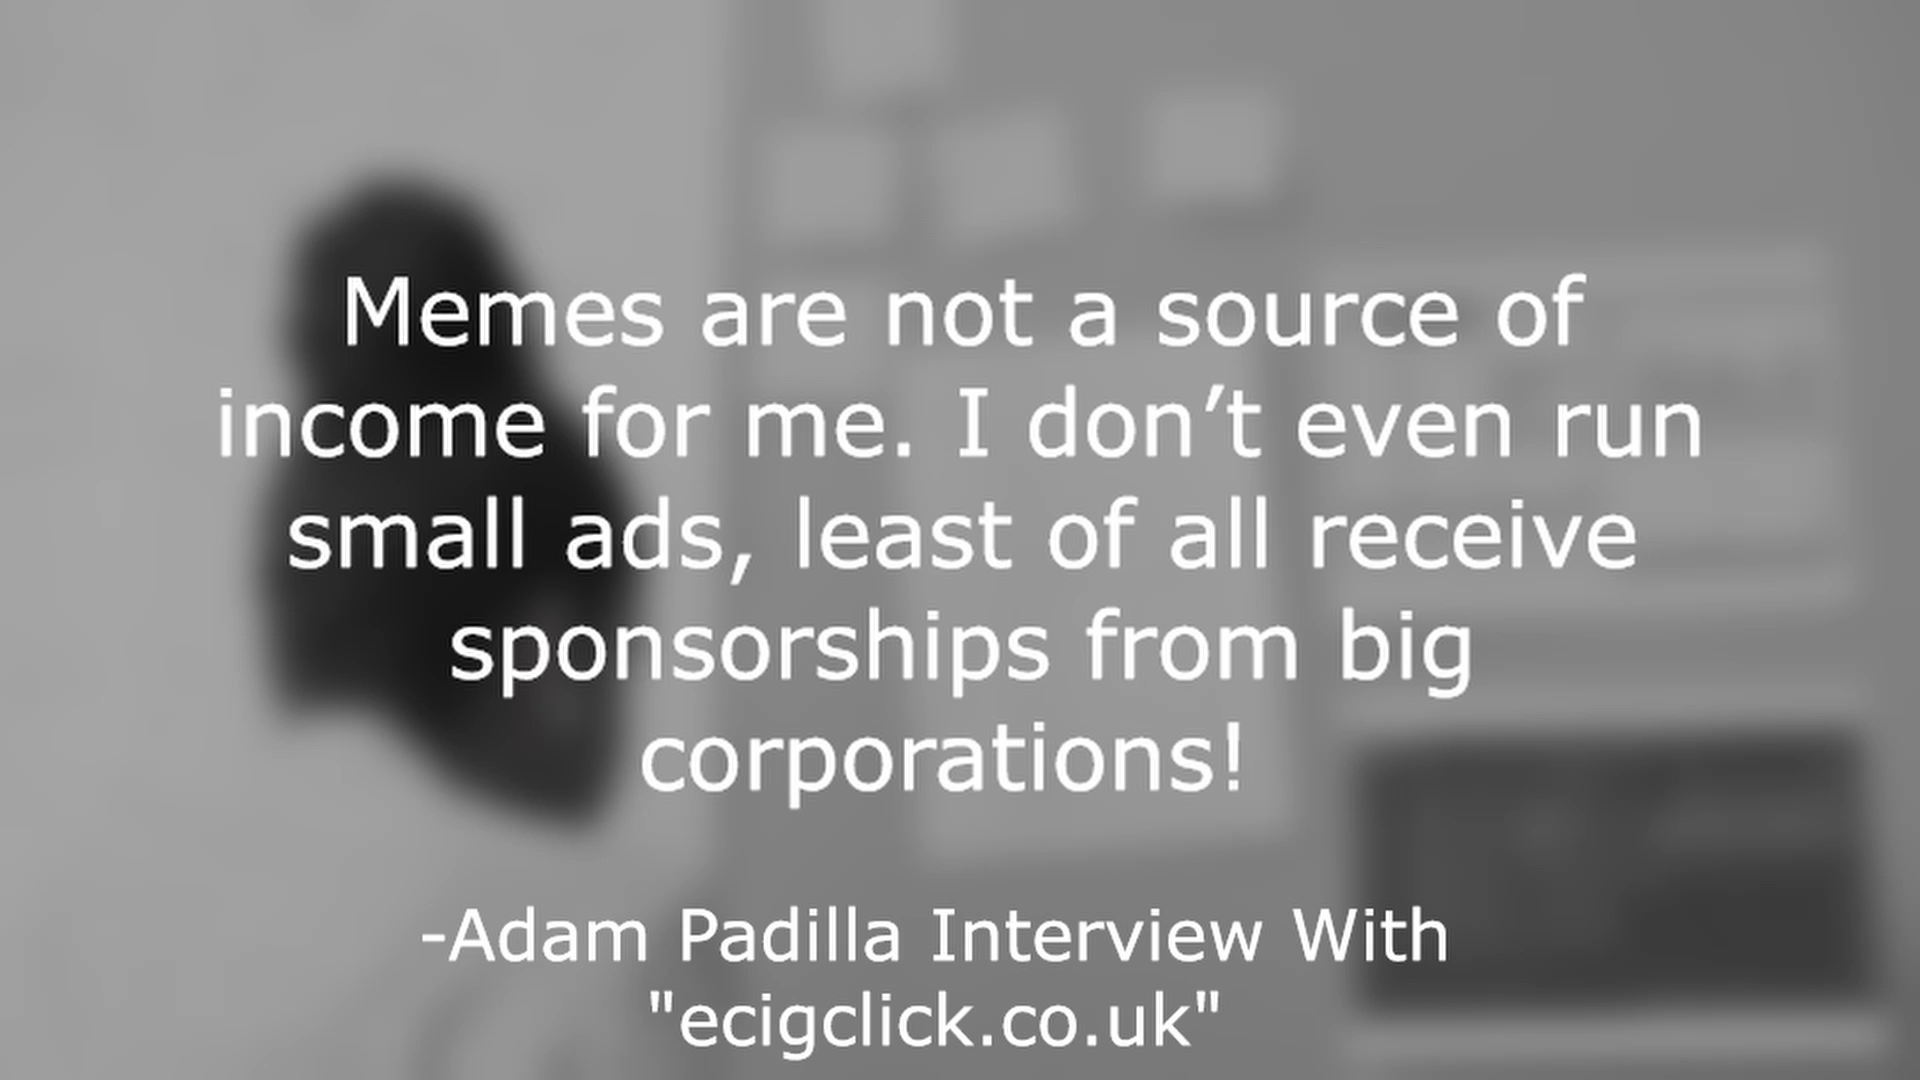 Memes are not a source of
income for me. I don’t even run
small ads, least of all receive
sponsorships from big
corporations!
-Adam Padilla Interview With
"ecigclick.co.uk"